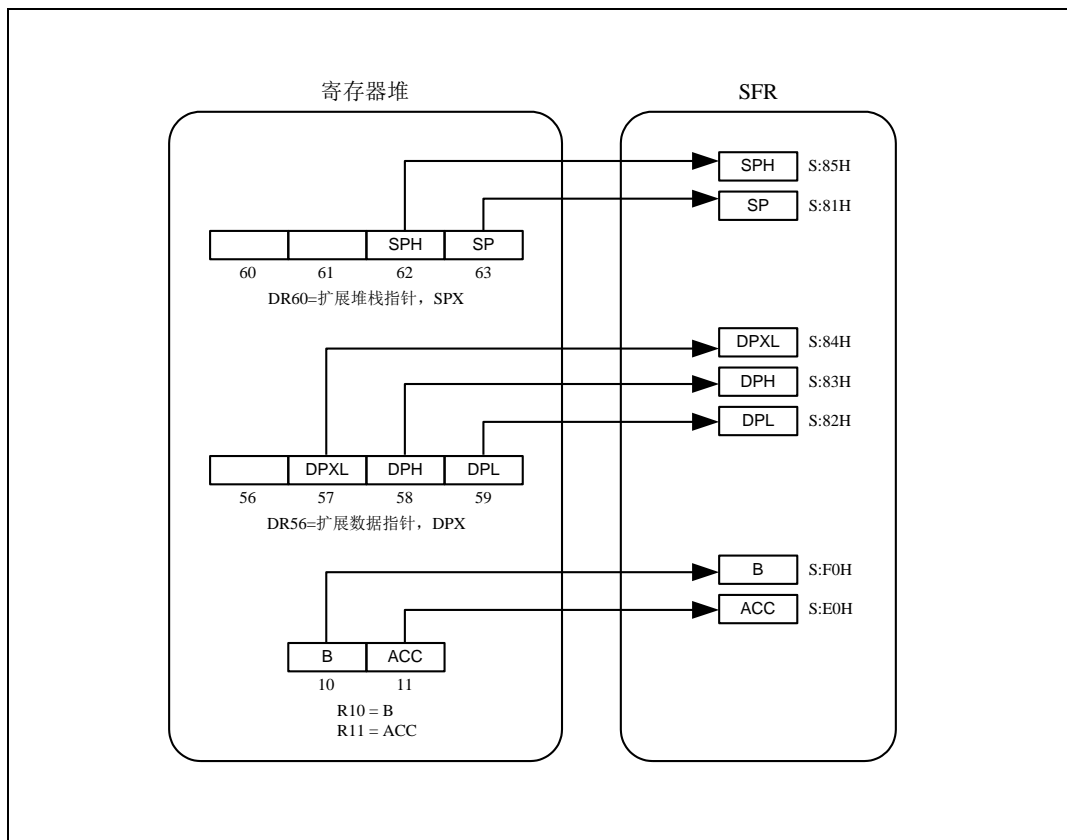 寄存器堆
SFR
SPH S:85H
SP S:81H
SPH SP
60 61 62 63
DR60=扩展堆栈指针，SPX
DPXL S:84H
DPH S:83H
DPL S:82H
DPXL DPH DPL
56 57 58 59
DR56=扩展数据指针，DPX
B S:F0H
ACC S:E0H
B ACC
10 11
R10 = B
R11 = ACC